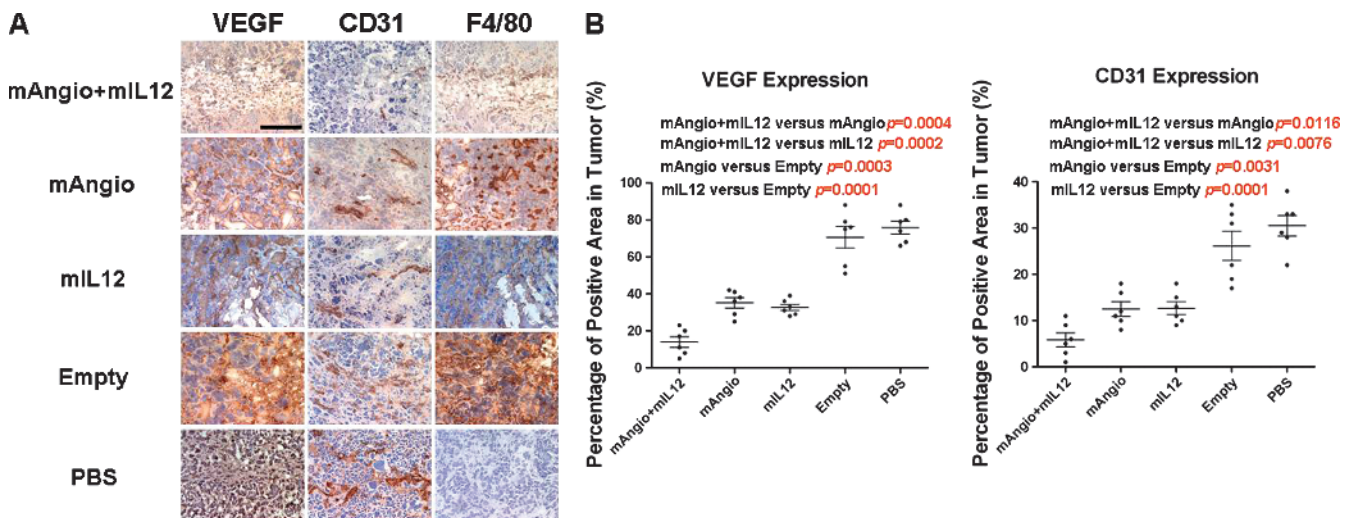 A
VEGF CD31 F4/80
mAngio+mIL12
mAngio
mIL12
Empty
PBS
B
VEGF Expression
mAngio+mIL12 versus mAngio p=0.0004
mAngio+mIL12 versus mIL12 p=0.0002
mAngio versus Empty p=0.0003
mIL12 versus Empty p=0.0001
Percentage of Positive Area in Tumor (%)
100
80
60
40
20
0
mAngio+mIL12
mAngio
mIL12
Empty
PBS
CD31 Expression
mAngio+mIL12 versus mAngio p=0.0116
mAngio+mIL12 versus mIL12 p=0.0076
mAngio versus Empty p=0.0031
mIL12 versus Empty p=0.0001
Percentage of Positive Area in Tumor (%)
40
30
20
10
0
mAngio+mIL12
mAngio
mIL12
Empty
PBS